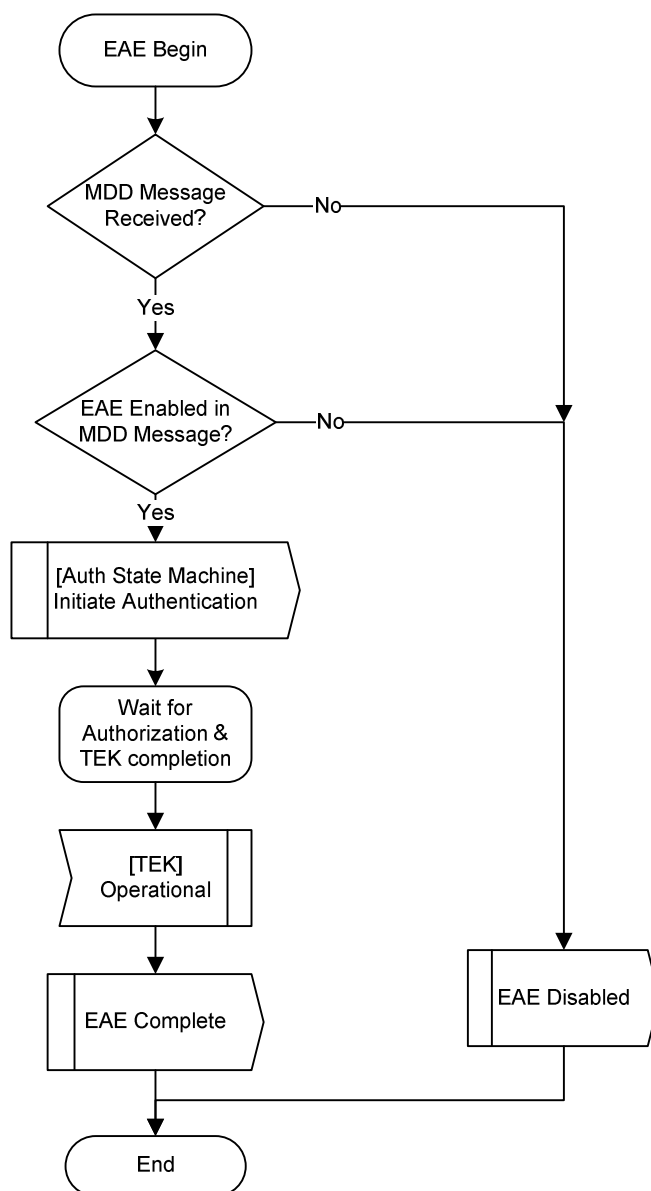 EAE Begin
MDD Message
Received?
No
Yes
EAE Enabled in
MDD Message?
No
Yes
[Auth State Machine]
Initiate Authentication
Wait for
Authorization &
TEK completion
[TEK]
Operational
EAE Complete
EAE Disabled
End